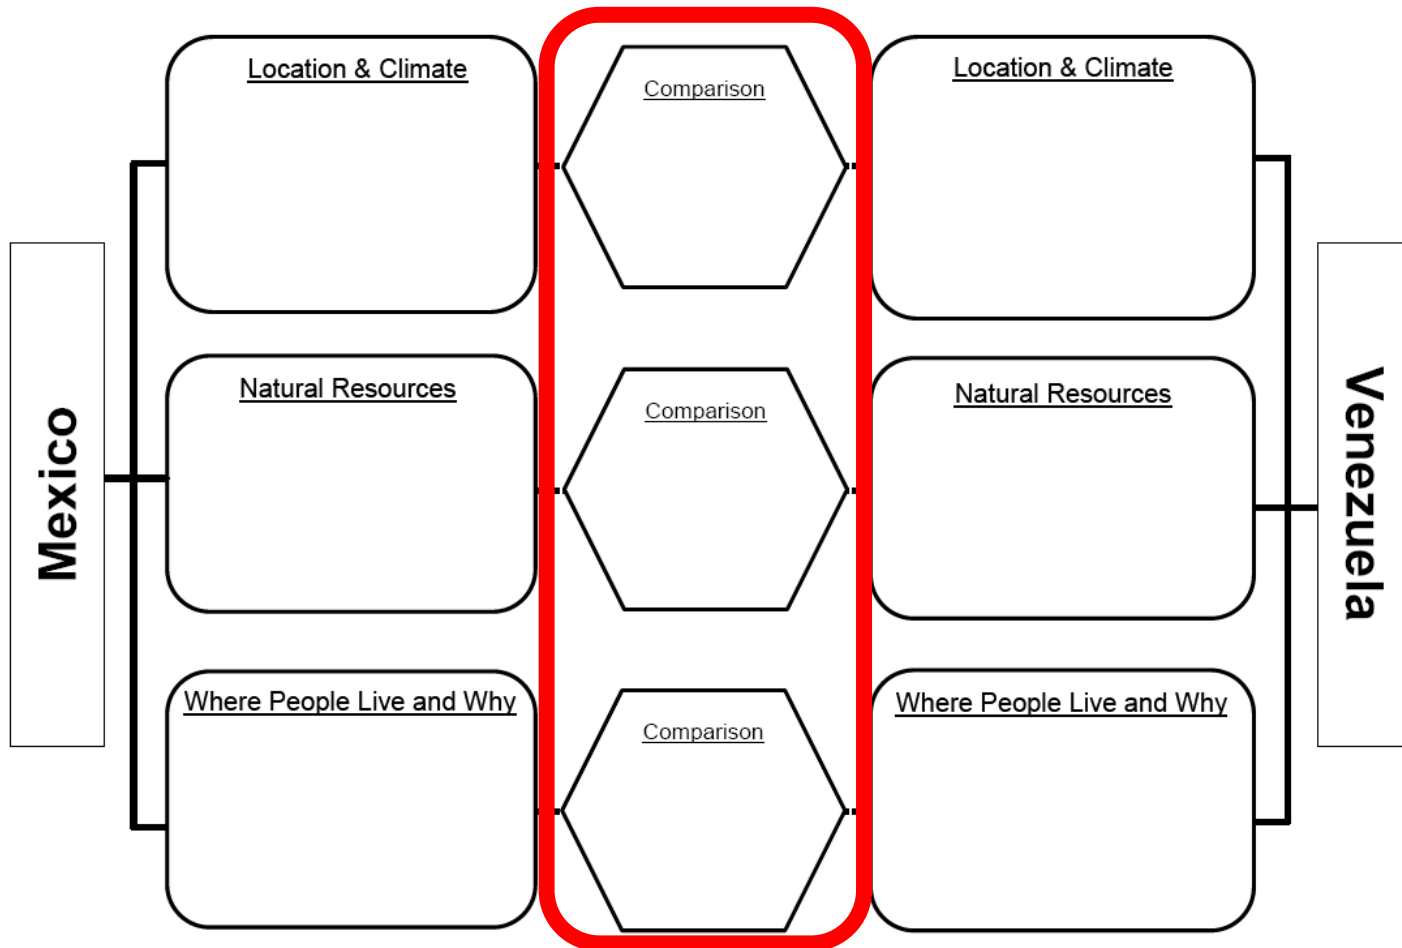 Location & Climate
Comparison
Location & Climate
Mexico
Natural Resources
Comparison
Natural Resources
Venezuela
Where People Live and Why
Comparison
Where People Live and Why